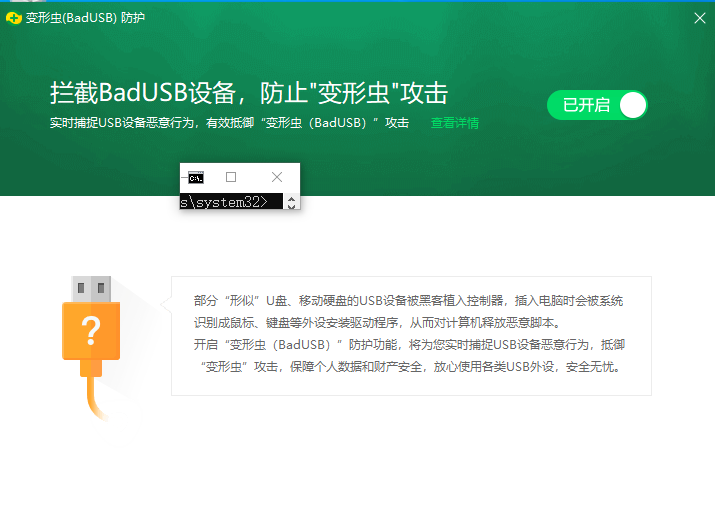 变形虫(BadUSB) 防护
拦截BadUSB设备，防止"变形虫"攻击
已开启
实时捕捉USB设备恶意行为，有效抵御“变形虫（BadUSB）”攻击 查看详情
C:\.
s\system32>
部分“形似”U盘、移动硬盘的USB设备被黑客植入控制器，插入电脑时会被系统
识别成鼠标、键盘等外设安装驱动程序，从而对计算机释放恶意脚本。
开启“变形虫（BadUSB）”防护功能，将为您实时捕捉USB设备恶意行为，抵御
“变形虫”攻击，保障个人数据和财产安全，放心使用各类USB外设，安全无忧。
?